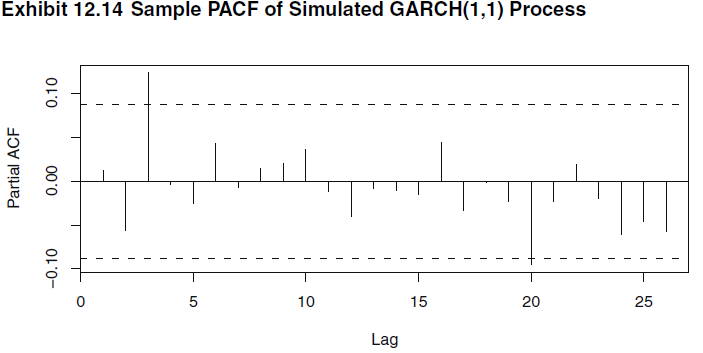 Exhibit 12.14 Sample PACF of Simulated GARCH(1,1) Process
Partial ACF
0.10
0.00
−0.10
0 5 10 15 20 25
Lag